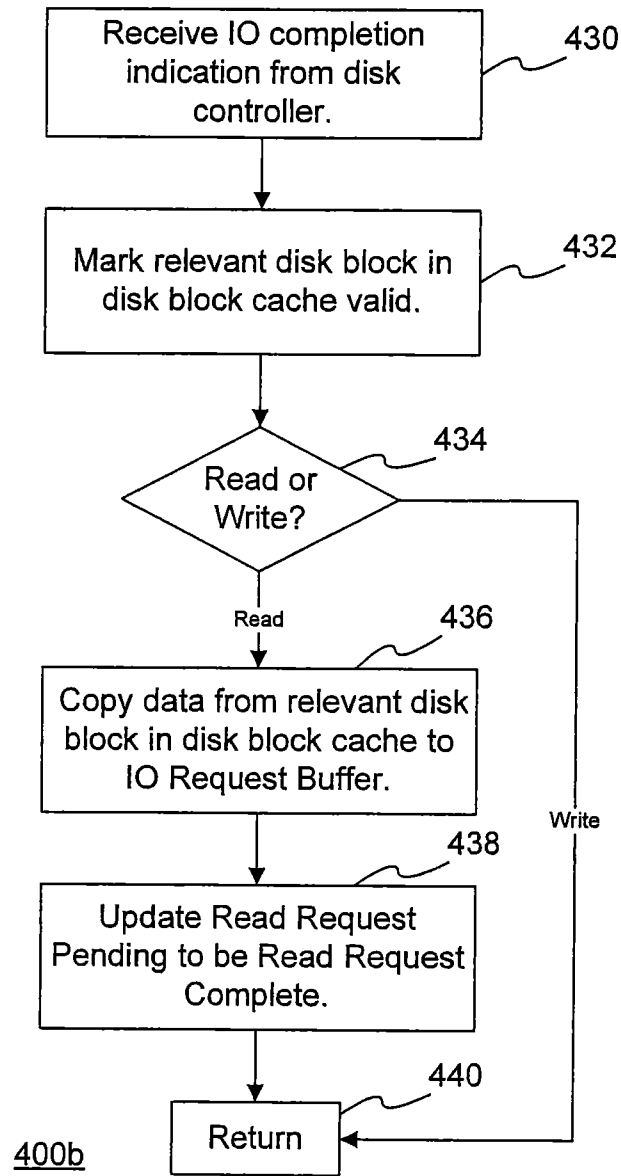 Receive IO completion
indication from disk
controller.
430
Mark relevant disk block in
disk block cache valid.
432
434
Read or
Write?
Read
436
Copy data from relevant disk
block in disk block cache to
IO Request Buffer.
Write
438
Update Read Request
Pending to be Read Request
Complete.
440
Return
400b